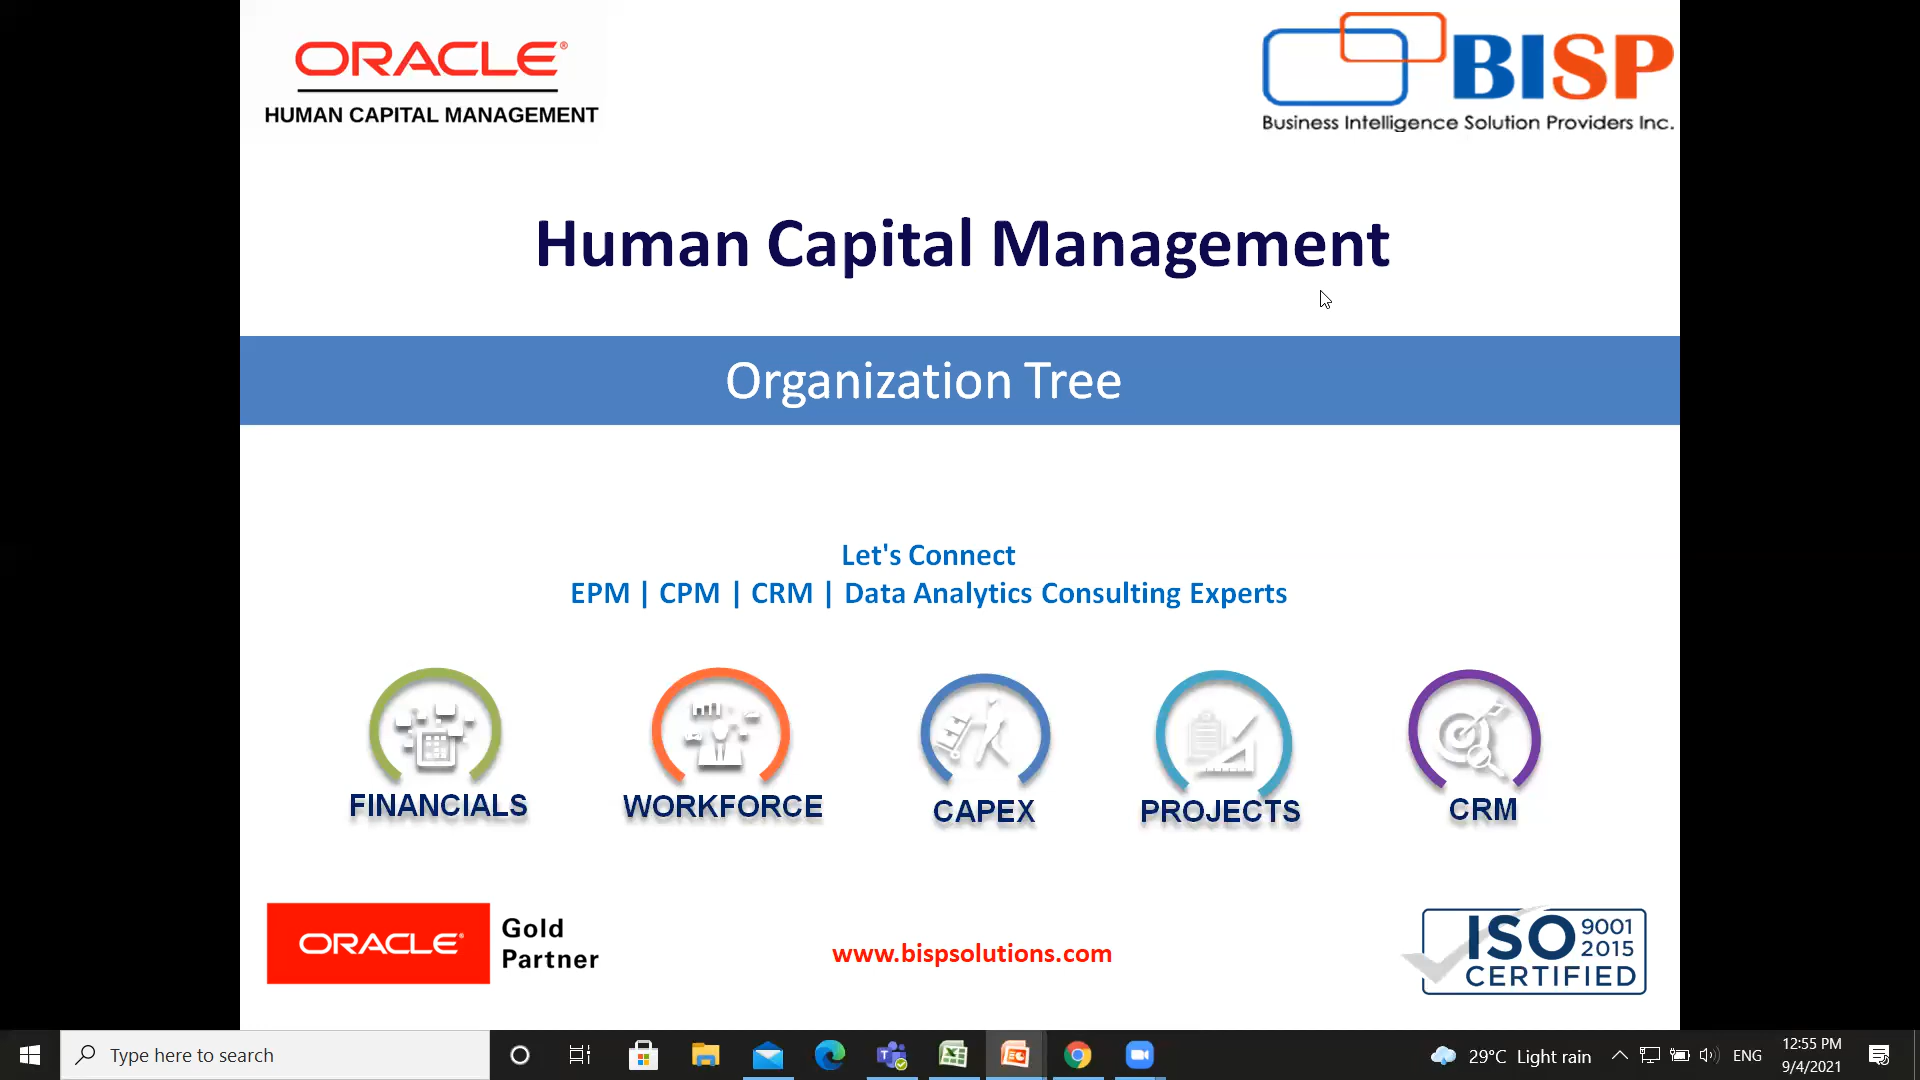 ORACLE®
HUMAN CAPITAL MANAGEMENT
BISP
Business Intelligence Solution Providers Inc.
Human Capital Management
Organization Tree
Let's Connect
EPM | CPM | CRM | Data Analytics Consulting Experts
FINANCIALS
WORKFORCE
CAPEX
PROJECTS
CRM
ORACLE®
Gold
Partner
www.bispsolutions.com
ISO 9001
2015
CERTIFIED
Type here to search
29°C Light rain
ENG
12:55 PM
9/4/2021